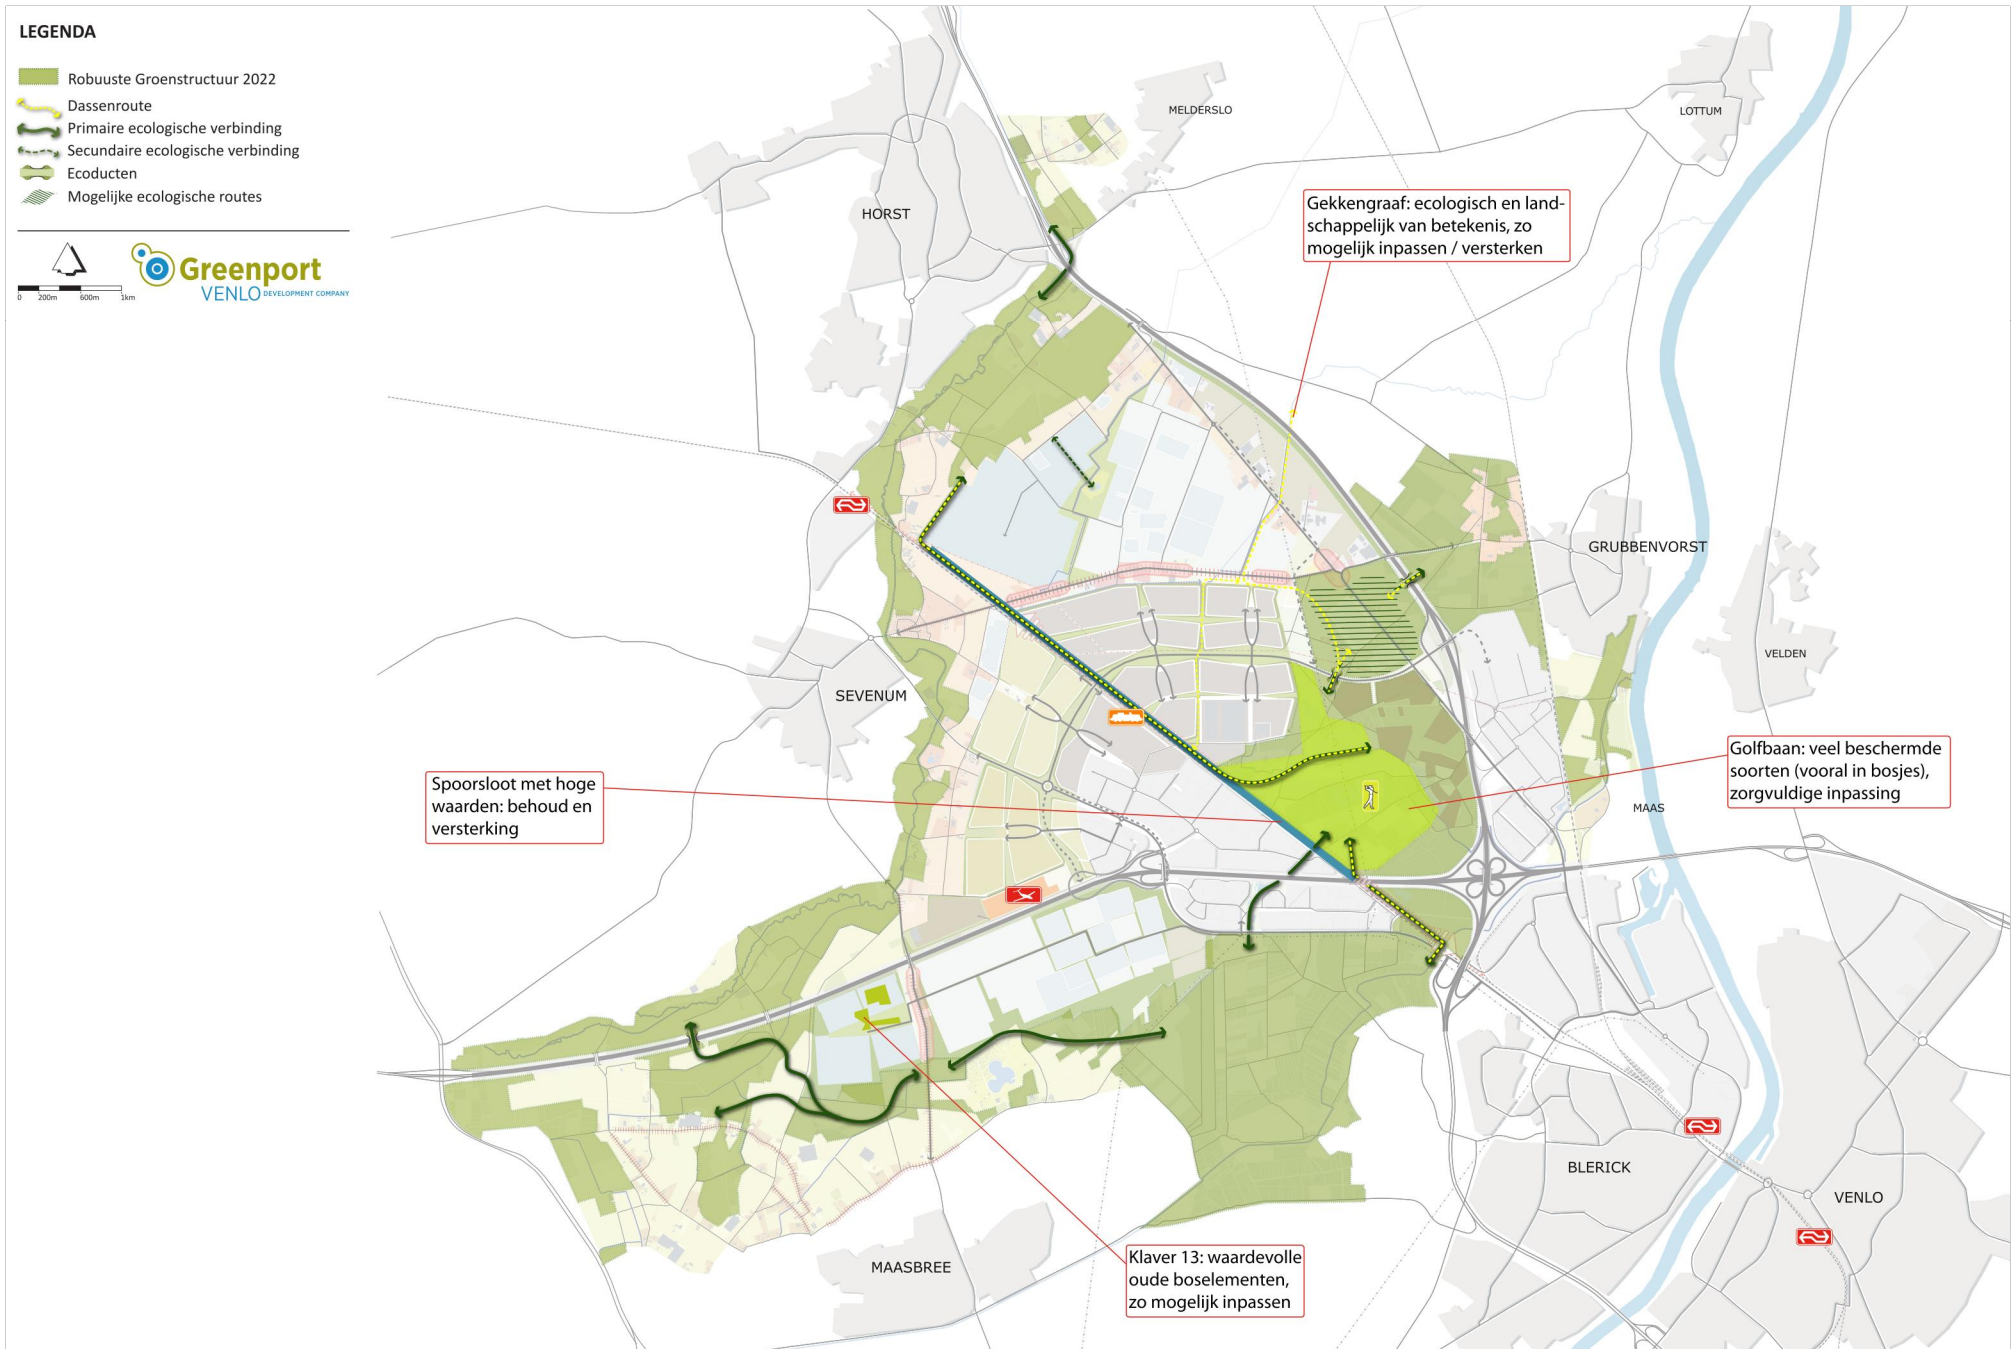 LEGENDA
Robuuste Groenstructuur 2022
Dassenroute
Primaire ecologische verbinding
Secundaire ecologische verbinding
Ecoducten
Mogelijke ecologische routes
0 200m 600m 1km
Greenport
VENLO DEVELOPMENT COMPANY
MELDERSLO
LOTTUM
HORST
Gekkengraaf: ecologisch en land-
schappelijk van betekenis, zo
mogelijk inpassen / versterken
GRUBBENVORST
VELDEN
SEVENUM
Spoorsloot met hoge
waarden: behoud en
versterking
Golfbaan: veel beschermde
soorten (vooral in bosjes),
zorgvuldige inpassing
MAAS
BLERICK
VENLO
MAASBREE
Klaver 13: waardevolle
oude boselementen,
zo mogelijk inpassen